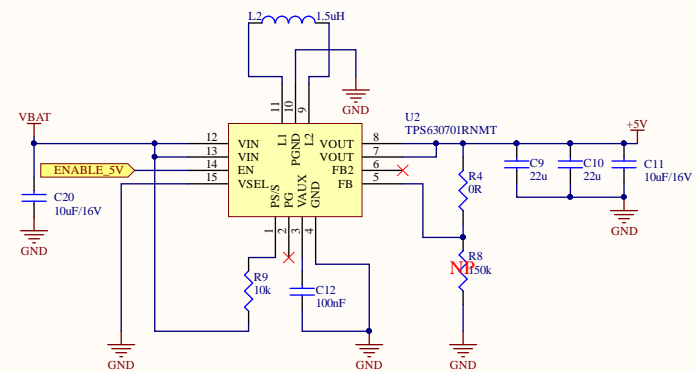 L2 1.5uH
11
10
9
GND
VBAT
U2
TPS630701RNMT
+5V
L1
PGND
L2
12 VIN VOUT 8
13 VIN VOUT 7
ENABLE_5V 14 EN FB2 6
15 VSEL FB 5
PS/S
PG
VAUX
GND
1
2
3
4
C20
10uF/16V
GND
R4
0R
C9
22u
C10
22u
C11
10uF/16V
GND
R9
10k
C12
100nF
R8
NP
150k
GND
GND
GND